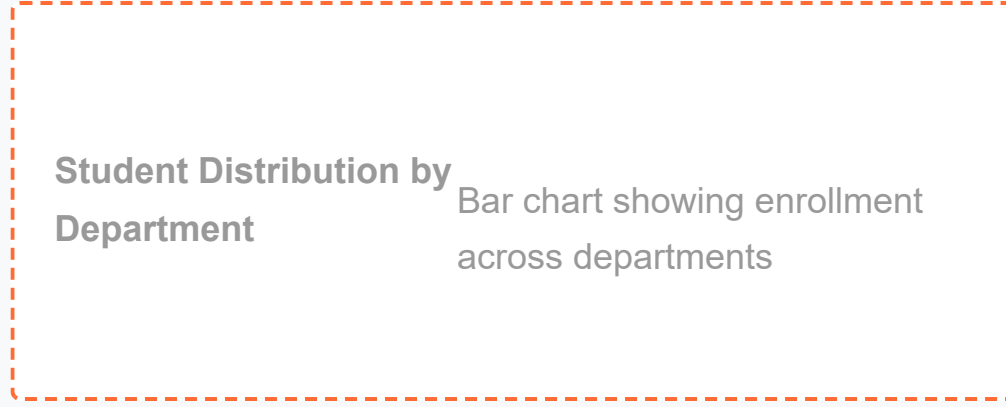 Student Distribution by
Department
Bar chart showing enrollment
across departments